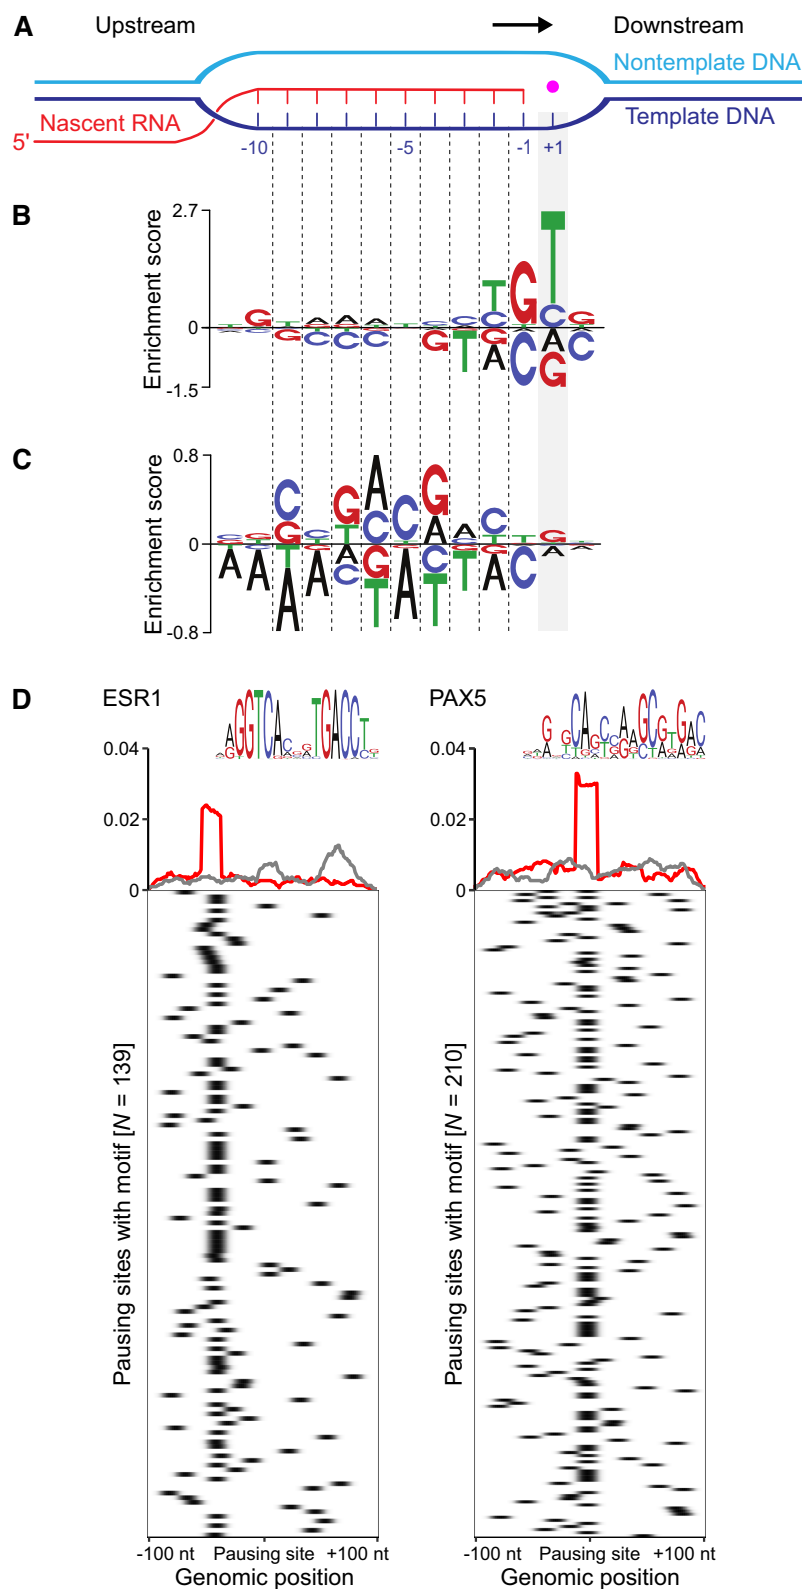 A
Upstream
Downstream
Nontemplate DNA
Nascent RNA
Template DNA
5'
-10
-5
-1
+1
B
Enrichment score
2.7
0
-1.5
C
Enrichment score
0.8
0
-0.8
D
ESR1
PAX5
0.04
0.02
0
0.04
0.02
0
Pausing sites with motif [N = 139]
Pausing sites with motif [N = 210]
-100 nt
Pausing site
+100 nt
Genomic position
-100 nt
Pausing site
+100 nt
Genomic position